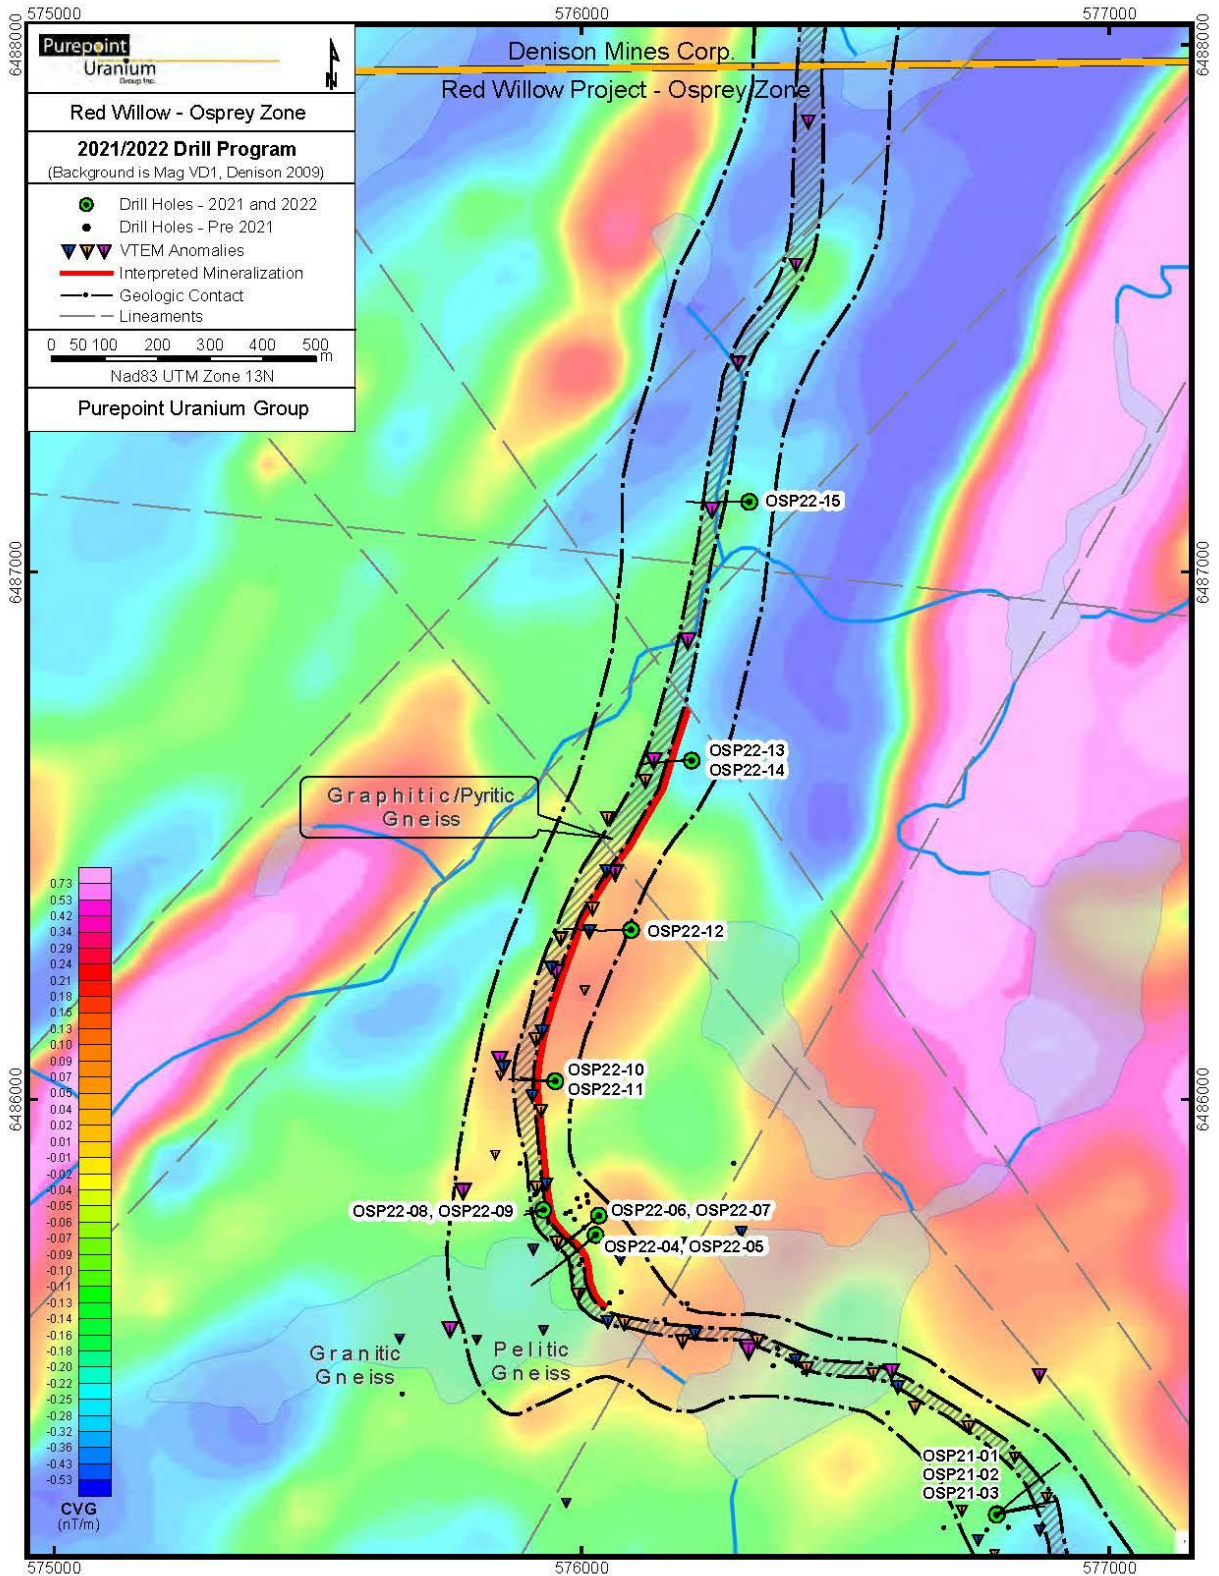 575000
576000
577000
6488000
6488000
Purepoint
Uranium
Group Inc.
N
Red Willow - Osprey Zone
2021/2022 Drill Program
(Background is Mag VD1, Denison 2009)
Drill Holes - 2021 and 2022
Drill Holes - Pre 2021
VTEM Anomalies
Interpreted Mineralization
Geologic Contact
Lineaments
0 50 100 200 300 400 500
m
Nad83 UTM Zone 13N
Purepoint Uranium Group
Denison Mines Corp.
Red Willow Project - Osprey Zone
OSP22-15
6487000
6487000
OSP22-13
OSP22-14
Graphitic/Pyritic
Gneiss
OSP22-12
OSP22-10
OSP22-11
6486000
6486000
OSP22-08, OSP22-09
OSP22-06, OSP22-07
OSP22-04, OSP22-05
Granitic
Gneiss
Pelitic
Gneiss
OSP21-01
OSP21-02
OSP21-03
0.73
0.53
0.42
0.34
0.29
0.24
0.21
0.18
0.15
0.13
0.10
0.09
0.07
0.05
0.04
0.02
0.01
-0.01
-0.02
-0.04
-0.05
-0.06
-0.07
-0.09
-0.10
-0.11
-0.13
-0.14
-0.16
-0.18
-0.20
-0.22
-0.25
-0.28
-0.32
-0.36
-0.43
-0.53
CVG
(nT/m)
575000
576000
577000